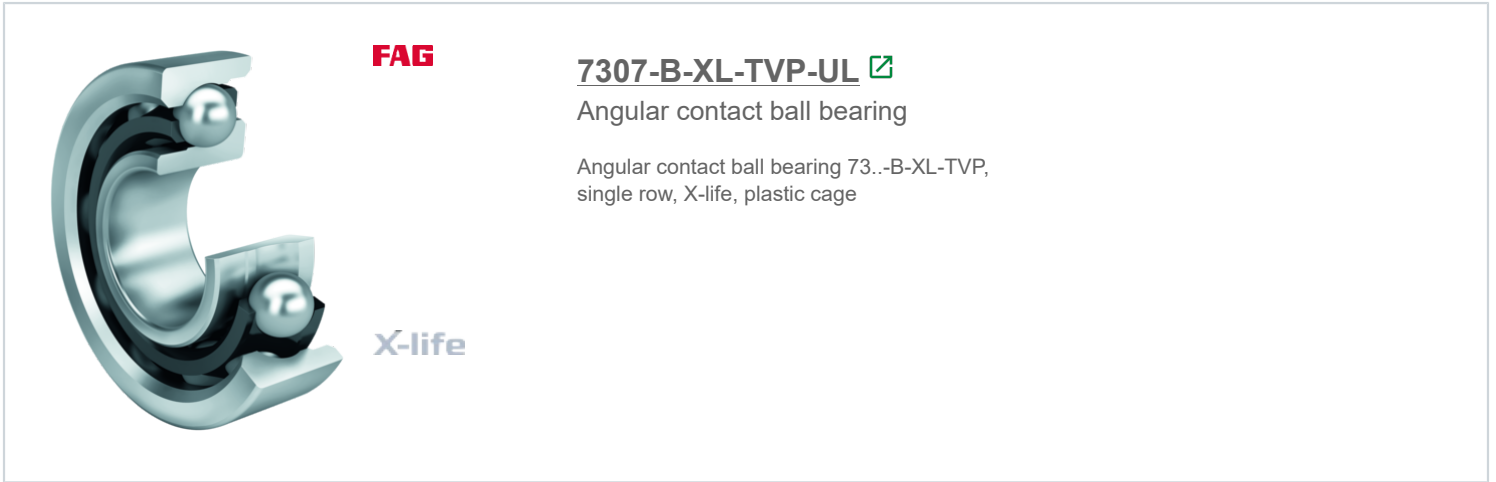 FAG
7307-B-XL-TVP-UL
Angular contact ball bearing
Angular contact ball bearing 73..-B-XL-TVP,
single row, X-life, plastic cage
X-life